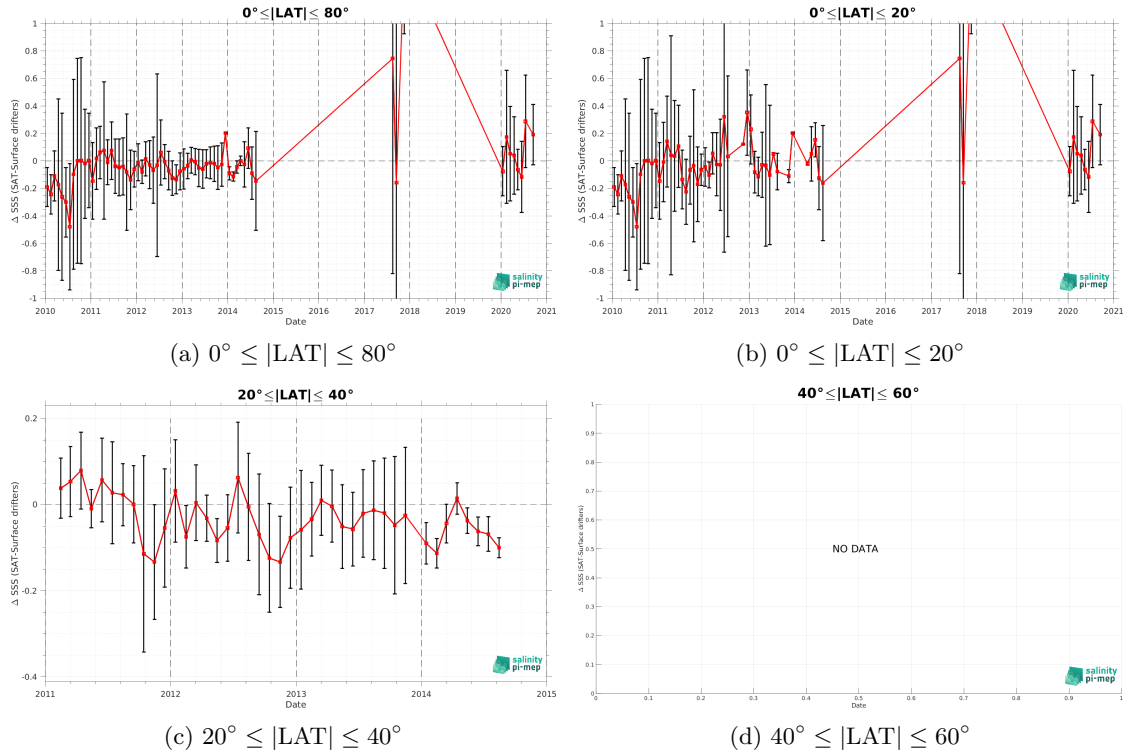 0°≤|LAT|≤ 80°
Δ SSS (SAT-Surface drifters)
1
0.8
0.6
0.4
0.2
0
-0.2
-0.4
-0.6
-0.8
-1
2010 2011 2012 2013 2014 2015 2016 2017 2018 2019 2020 2021
Date
salinity
pi-mep
(a) 0° ≤ |LAT| ≤ 80°
0°≤|LAT|≤ 20°
Δ SSS (SAT-Surface drifters)
1
0.8
0.6
0.4
0.2
0
-0.2
-0.4
-0.6
-0.8
-1
2010 2011 2012 2013 2014 2015 2016 2017 2018 2019 2020 2021
Date
salinity
pi-mep
(b) 0° ≤ |LAT| ≤ 20°
20°≤|LAT|≤ 40°
Δ SSS (SAT-Surface drifters)
0.2
0
-0.2
-0.4
2011 2012 2013 2014 2015
Date
salinity
pi-mep
(c) 20° ≤ |LAT| ≤ 40°
40°≤|LAT|≤ 60°
Δ SSS (SAT-Surface drifters)
1
0.9
0.8
0.7
0.6
0.5
0.4
0.3
0.2
0.1
0
NO DATA
0 0.1 0.2 0.3 0.4 0.5 0.6 0.7 0.8 0.9 1
Date
salinity
pi-mep
(d) 40° ≤ |LAT| ≤ 60°